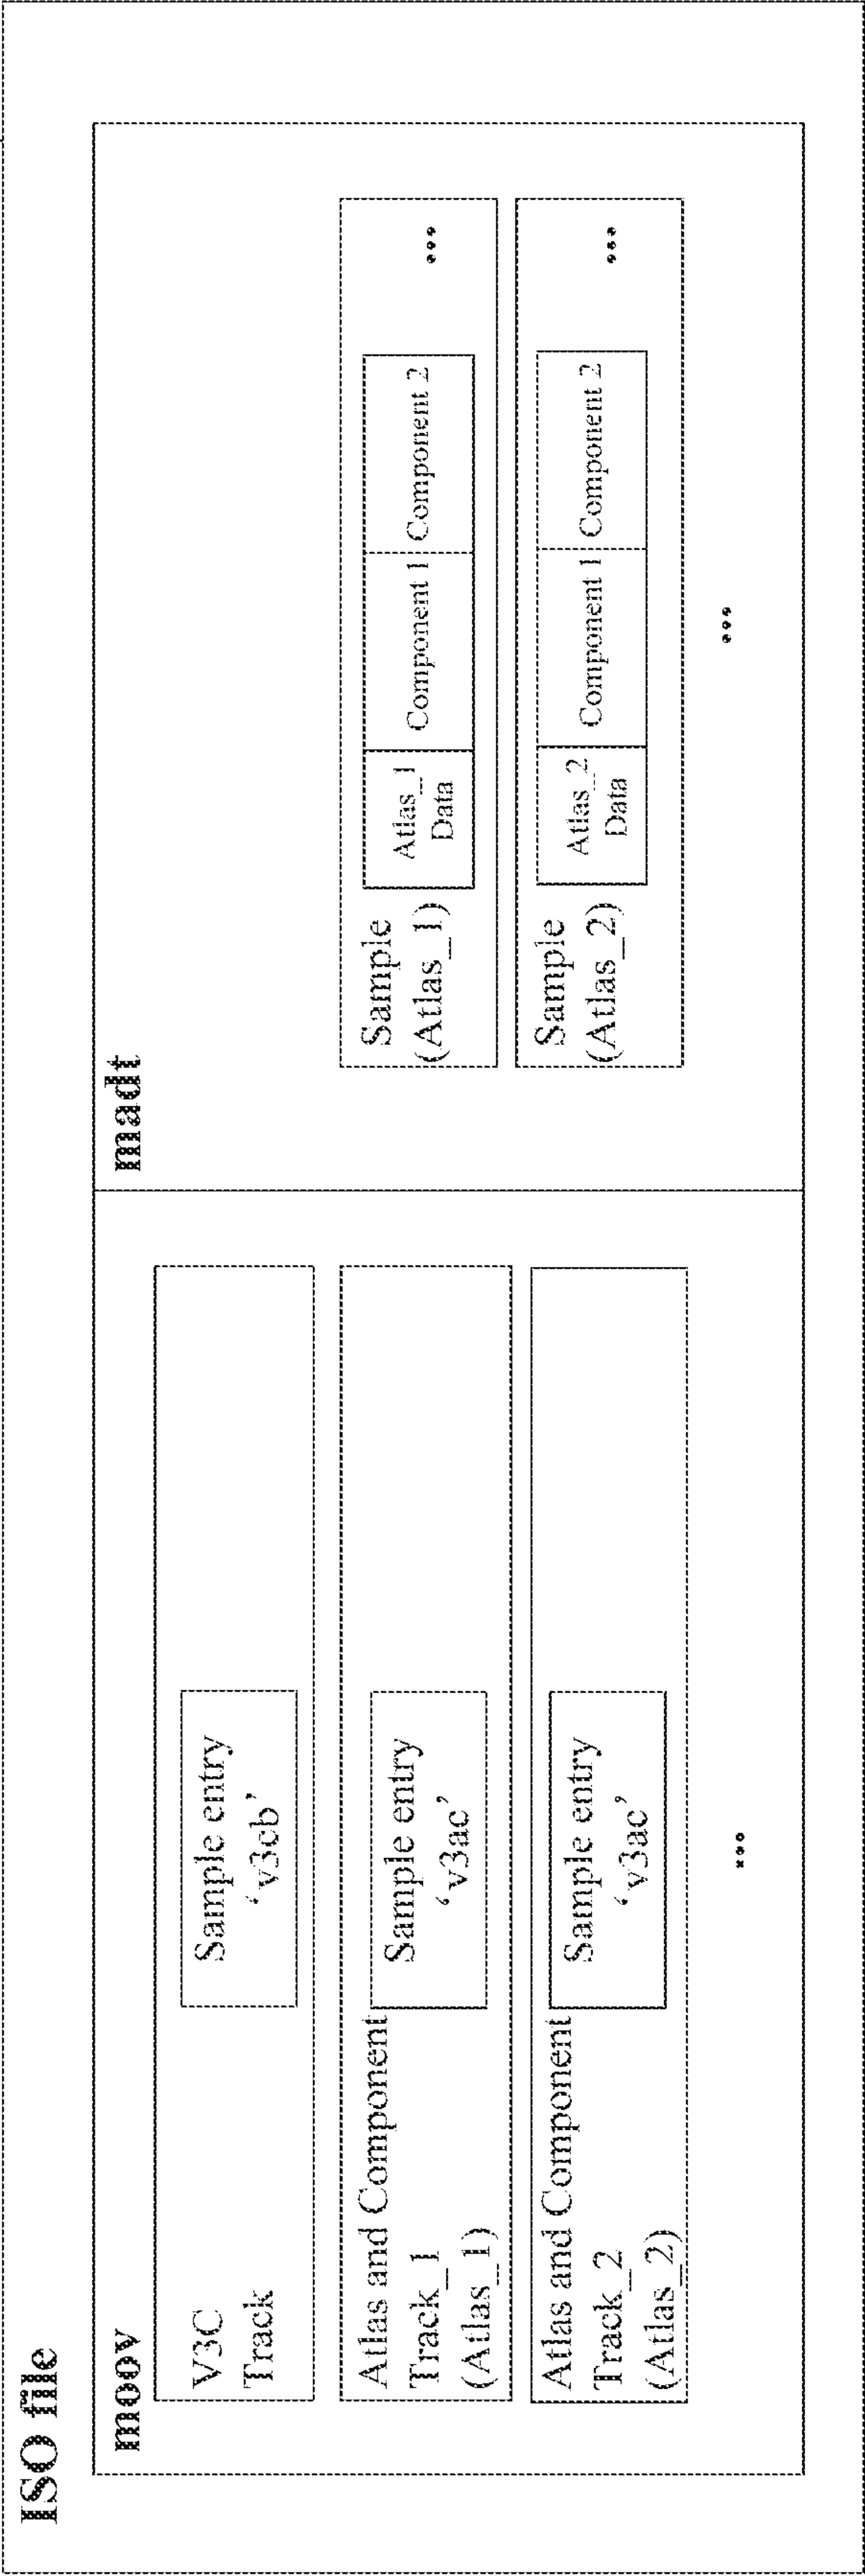 ISO file
moov
V3C
Track
Sample entry
‘v3cb’
Atlas and Component
Track_1
(Atlas_1)
Sample entry
‘v3ac’
Atlas and Component
Track_2
(Atlas_2)
Sample entry
‘v3ac’
...
madt
Sample
(Atlas_1)
Atlas_1
Data
Component 1
Component 2
...
Sample
(Atlas_2)
Atlas_2
Data
Component 1
Component 2
...
...